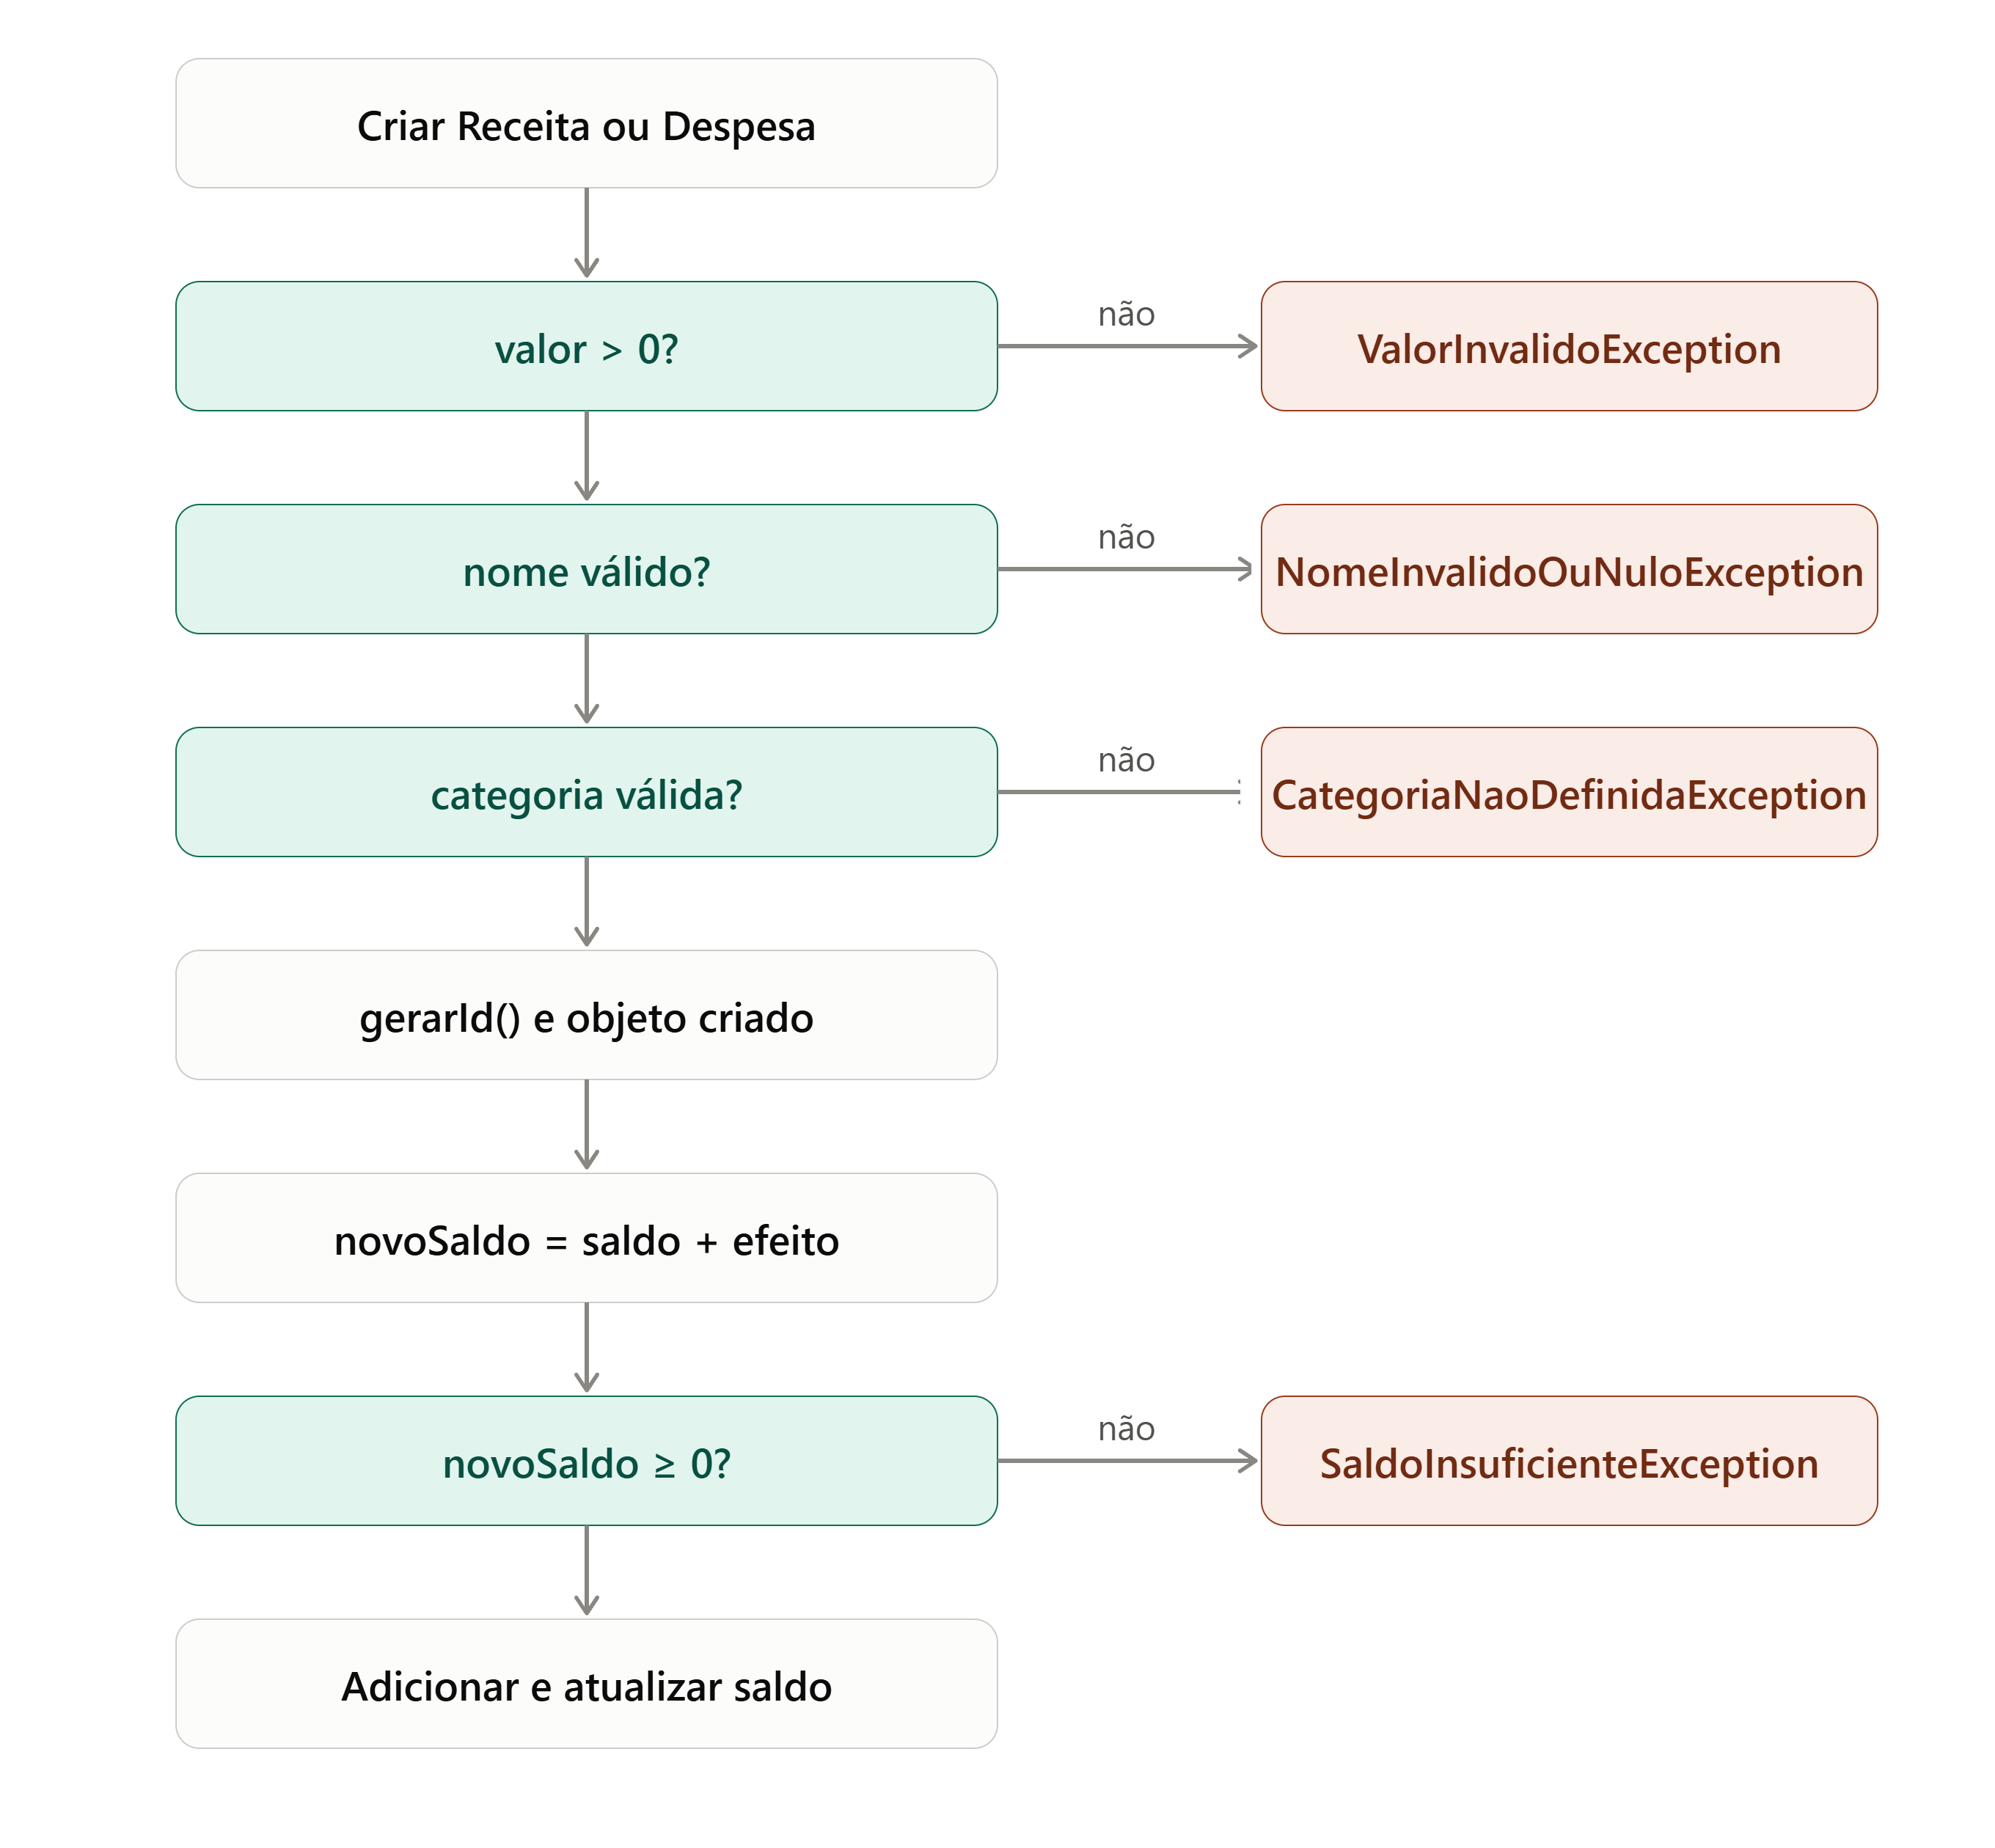 Criar Receita ou Despesa
valor > 0?
não
ValorInvalidoException
nome válido?
não
NomeInvalidoOuNuloException
categoria válida?
não
CategoriaNaoDefinidaException
gerarId() e objeto criado
novoSaldo = saldo + efeito
novoSaldo ≥ 0?
não
SaldoInsuficienteException
Adicionar e atualizar saldo